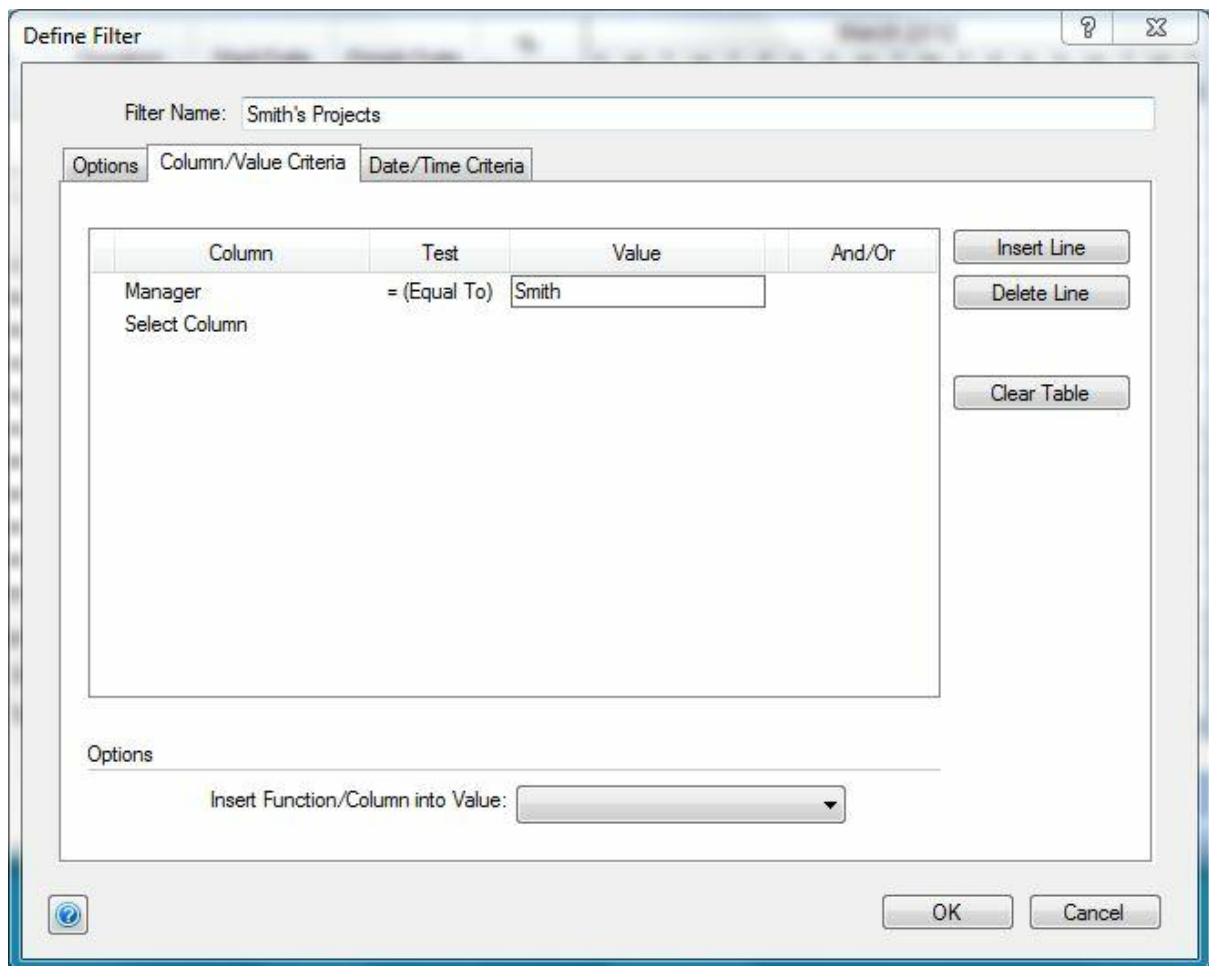 Define Filter
Filter Name: Smith's Projects
Options Column/Value Criteria Date/Time Criteria
Column Test Value And/Or
Manager = (Equal To) Smith
Select Column
Insert Line
Delete Line
Clear Table
Options
Insert Function/Column into Value:
OK Cancel